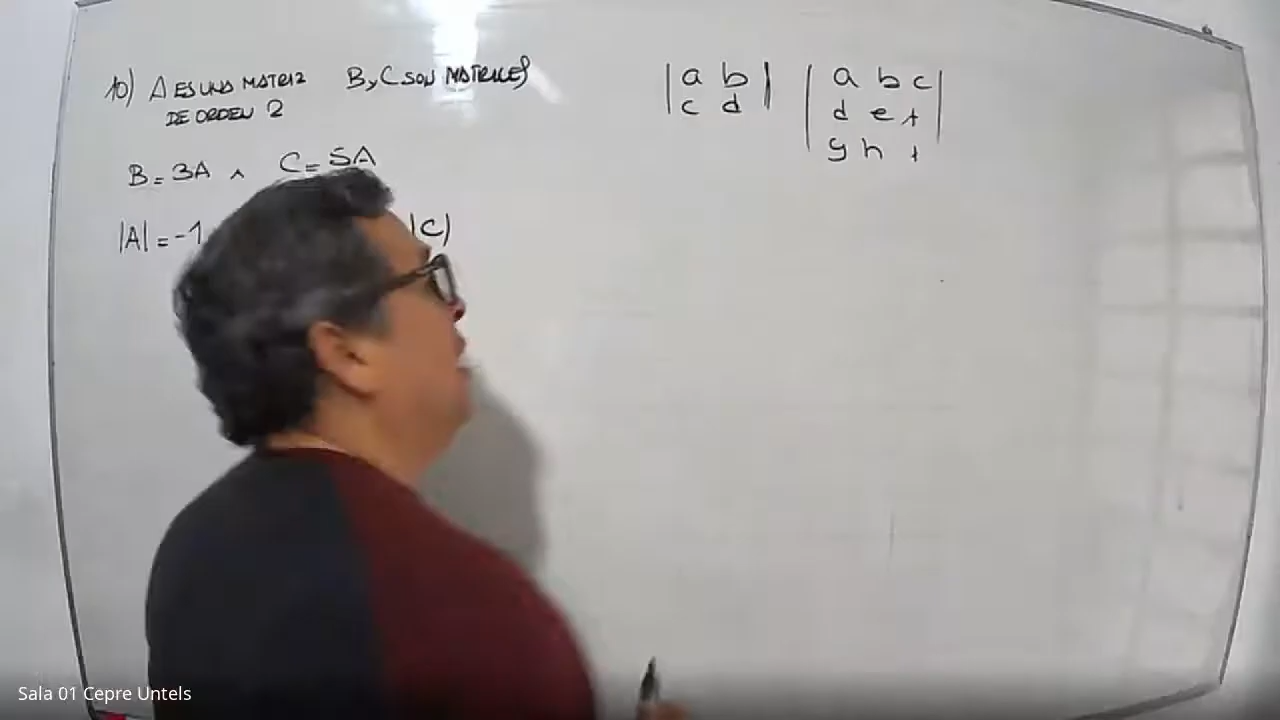 10) A ES UNA MATRIZ B y C SON MATRICES
DE ORDEN 2
B = 3A ^ C = 5A
|A| = -1 |C|
|a b|
|c d|
|a b c|
|d e f|
|g h i|
Sala 01 Cepre Untels